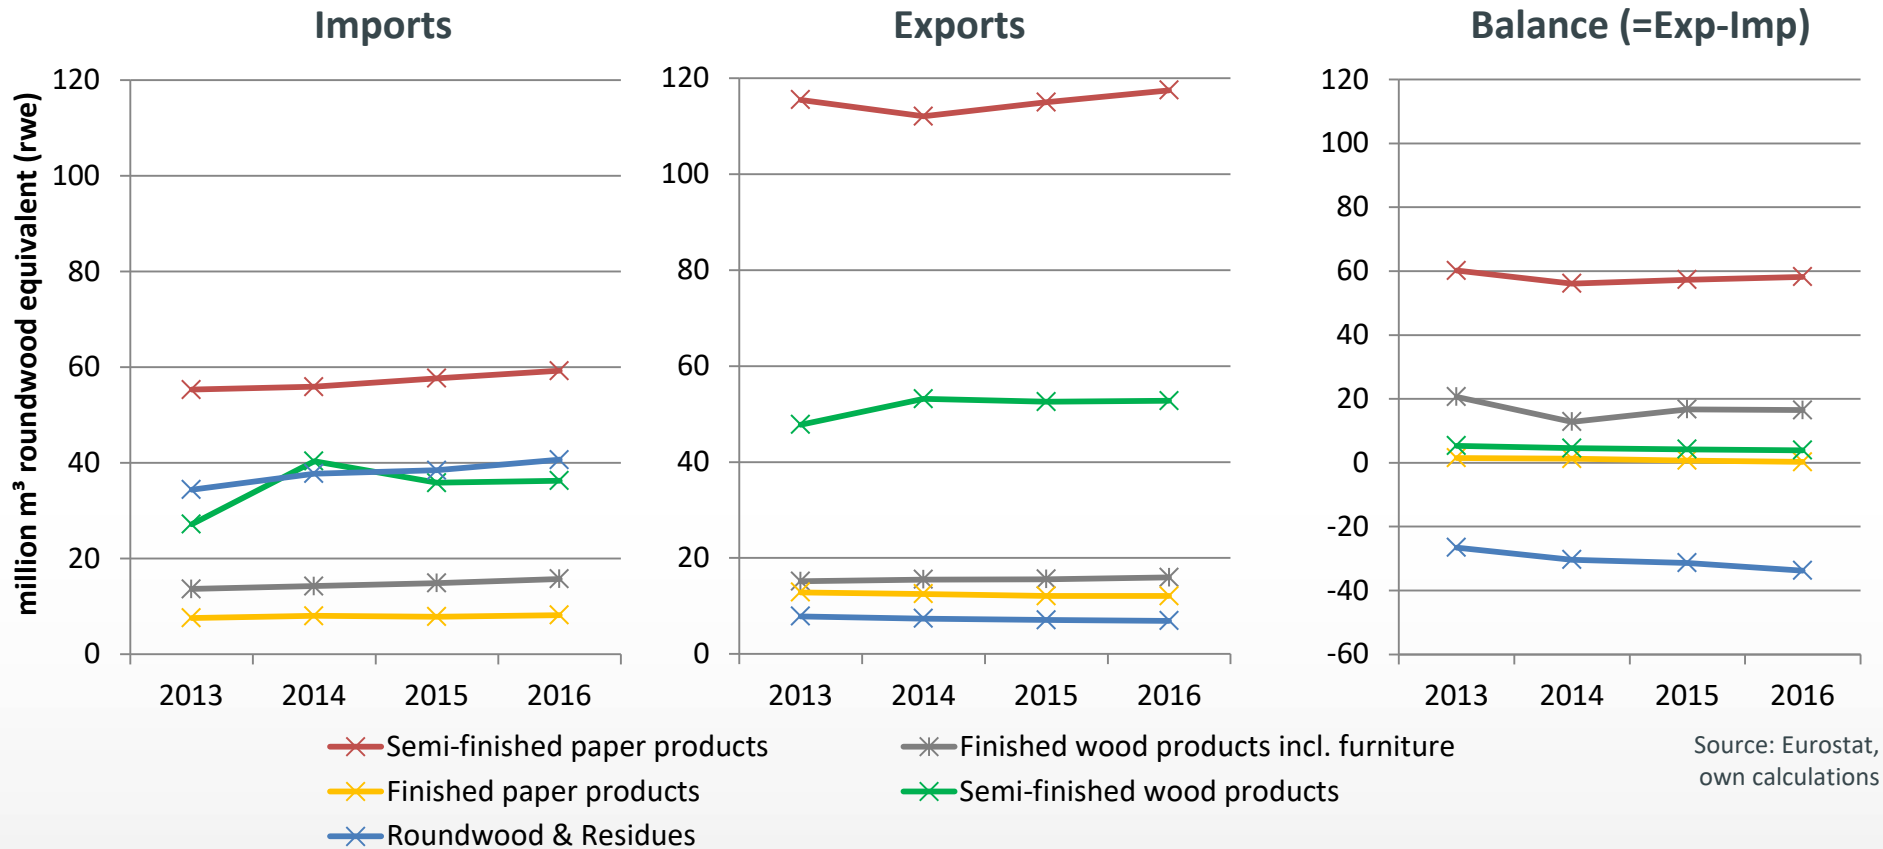 Imports
Exports
Balance (=Exp-Imp)
million m³ roundwood equivalent (rwe)
120
100
80
60
40
20
0
2013 2014 2015 2016
120
100
80
60
40
20
0
2013 2014 2015 2016
120
100
80
60
40
20
0
-20
-40
-60
2013 2014 2015 2016
Semi-finished paper products
Finished wood products incl. furniture
Finished paper products
Semi-finished wood products
Roundwood & Residues
Source: Eurostat,
own calculations